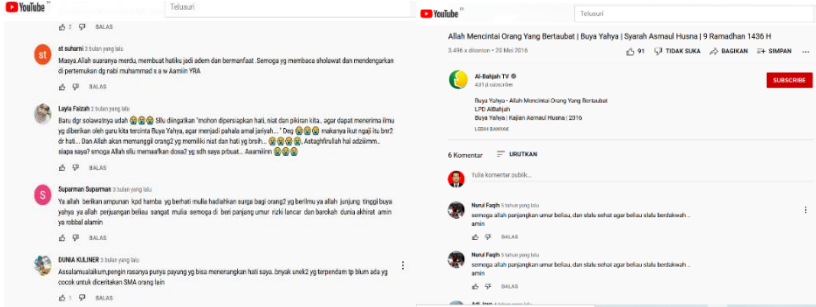 YouTube
Telusuri
2 BALAS
st suharni 3 bulan yang lalu
Masya.Allah suaranya merdu, membuat hatiku jadi adem dan bermanfaat .Semoga yg membaca sholawat dan mendengarkan
di pertemukan dg nabi muhammad s a w Aamiin YRA
BALAS
Layla Faizah 2 bulan yang lalu
Baru dgr solawatnya udah 😭😭 Sllu diingatkan "mohon dipersiapkan hati, niat dan pikiran kita.. agar dapat menerima ilmu
yg diberikan oleh guru kita tercinta Buya Yahya, agar menjadi pahala amal jariyah... " Deg 😭😭😭 makanya ikut ngaji itu bnr2
dr hati... Dan Allah akan memanggil orang2 yg memiliki niat dan hati yg brsih... 😭😭😭. Astaghfirullah hal adziimm..
siapa saya? smoga Allah sllu memaafkan dosa2 yg sdh saya prbuat... Aaamiinn 😭😭😭
BALAS
S
Suparman Suparman 3 bulan yang lalu
Ya allah berikan ampunan kpd hamba yg berhati mulia hadiahkan surga bagi orang2 yg berilmu ya allah junjung tinggi buya
yahya ya allah perjuangan beliau sangat mulia semoga di beri panjang umur rizki lancar dan barokah dunia akhirat amin
ya robbal alamin
BALAS
DUNIA KULINER 3 bulan yang lalu
Assalamualaikum,pengin rasanya punya payung yg bisa menenangkan hati saya. bnyak unek2 yg terpendam tp blum ada yg
cocok untuk diceritakan SMA orang lain
1 BALAS
YouTube
Telusuri
Allah Mencintai Orang Yang Bertaubat | Buya Yahya | Syarah Asmaul Husna | 9 Ramadhan 1436 H
3.496 x ditonton • 20 Mei 2016
91 TIDAK SUKA BAGIKAN SIMPAN ...
Al-Bahjah TV
SUBSCRIBE
Buya Yahya - Allah Mencintai Orang Yang Bertaubat
LPD AlBahjah
Buya Yahya | Kajian Asmaul Husna | 2016
6 Komentar URUTKAN
Tulis komentar publik...
Nurul Faqih 5 tahun yang lalu
semoga allah panjangkan umur beliau, dan slalu sehat agar beliau slalu berdakwah ..
amin
BALAS
Nurul Faqih 5 tahun yang lalu
semoga allah panjangkan umur beliau, dan slalu sehat agar beliau slalu berdakwah ..
amin
BALAS